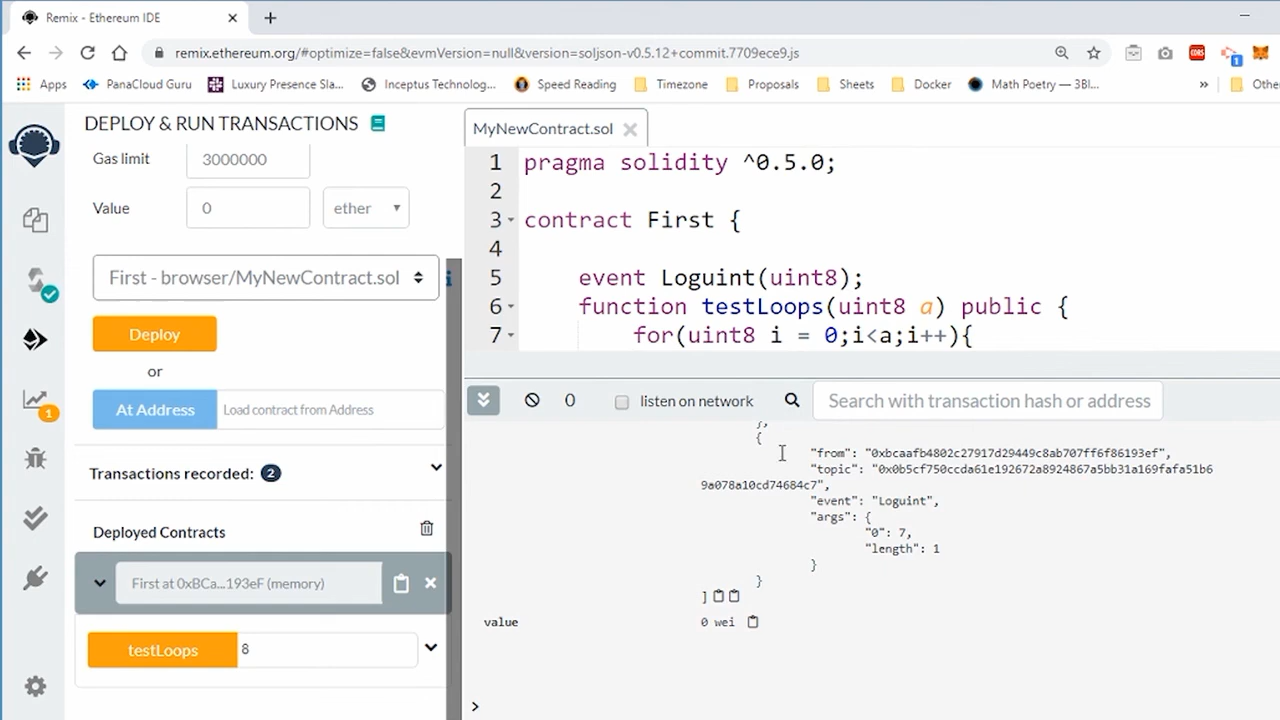 Remix - Ethereum IDE
remix.ethereum.org/#optimize=false&evmVersion=null&version=soljson-v0.5.12+commit.7709ece9.js
CORS
1
Apps
PanaCloud Guru
Luxury Presence Sla...
Inceptus Technolog...
Speed Reading
Timezone
Proposals
Sheets
Docker
Math Poetry — 3Bl...
»
Othe
DEPLOY & RUN TRANSACTIONS
Gas limit
3000000
Value
0
ether
First - browser/MyNewContract.sol
i
Deploy
or
At Address
Load contract from Address
Transactions recorded: 2
Deployed Contracts
First at 0xBCa...193eF (memory)
testLoops
8
1
MyNewContract.sol
1 pragma solidity ^0.5.0;
2
3 contract First {
4
5 event Loguint(uint8);
6 function testLoops(uint8 a) public {
7 for(uint8 i = 0;i<a;i++){
0
listen on network
Search with transaction hash or address
},
{
"from": "0xbcaafb4802c27917d29449c8ab707ff6f86193ef",
"topic": "0x0b5cf750ccda61e192672a8924867a5bb31a169fafa51b6
9a078a10cd74684c7",
"event": "Loguint",
"args": {
"0": 7,
"length": 1
}
}
]
value
0 wei
>